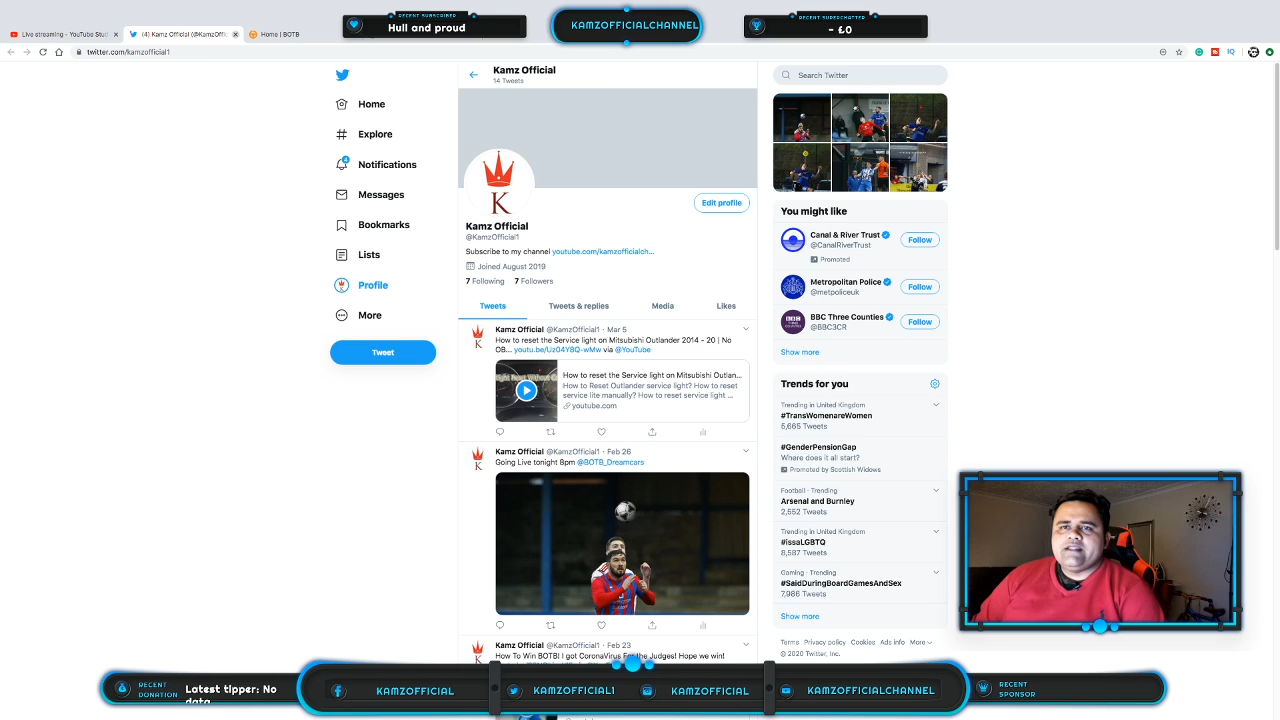 RECENT SUBSCRIBER
Hull and proud
KAMZOFFICIALCHANNEL
RECENT SUPERCHATTER
- £0
Live streaming - YouTube Stud
(4) Kamz Official (@KamzOffic
Home | BOTB
twitter.com/kamzofficial1
Kamz Official
14 Tweets
Search Twitter
Home
Explore
4
Notifications
Messages
Bookmarks
Lists
Profile
More
Tweet
K
Edit profile
Kamz Official
@KamzOfficial1
Subscribe to my channel youtube.com/kamzofficialch...
Joined August 2019
7 Following 7 Followers
Tweets
Tweets & replies
Media
Likes
Kamz Official @KamzOfficial1 · Mar 5
How to reset the Service light on Mitsubishi Outlander 2014 - 20 | No
OB... youtu.be/Uz04Y8Q-wMw via @YouTube
How to reset the Service light on Mitsubishi Outlan...
How to Reset Outlander service light? How to reset
service lite manually? How to reset service light ...
youtube.com
Kamz Official @KamzOfficial1 · Feb 26
Going Live tonight 8pm @BOTB_Dreamcars
Kamz Official @KamzOfficial1 · Feb 23
How To Win BOTB! I got CoronaVirus For the Judges! Hope we win!
You might like
Canal & River Trust
@CanalRiverTrust
Promoted
Follow
Metropolitan Police
@metpoliceuk
Follow
BBC Three Counties
@BBC3CR
Follow
Show more
Trends for you
Trending in United Kingdom
#TransWomenareWomen
5,665 Tweets
#GenderPensionGap
Where does it all start?
Promoted by Scottish Widows
Football · Trending
Arsenal and Burnley
2,552 Tweets
Trending in United Kingdom
#issaLGBTQ
8,587 Tweets
Gaming · Trending
#SaidDuringBoardGamesAndSex
7,986 Tweets
Show more
Terms Privacy policy Cookies Ads info More
© 2020 Twitter, Inc.
RECENT
DONATION
Latest tipper: No
data
KAMZOFFICIAL
KAMZOFFICIAL1
KAMZOFFICIAL
KAMZOFFICIALCHANNEL
RECENT
SPONSOR